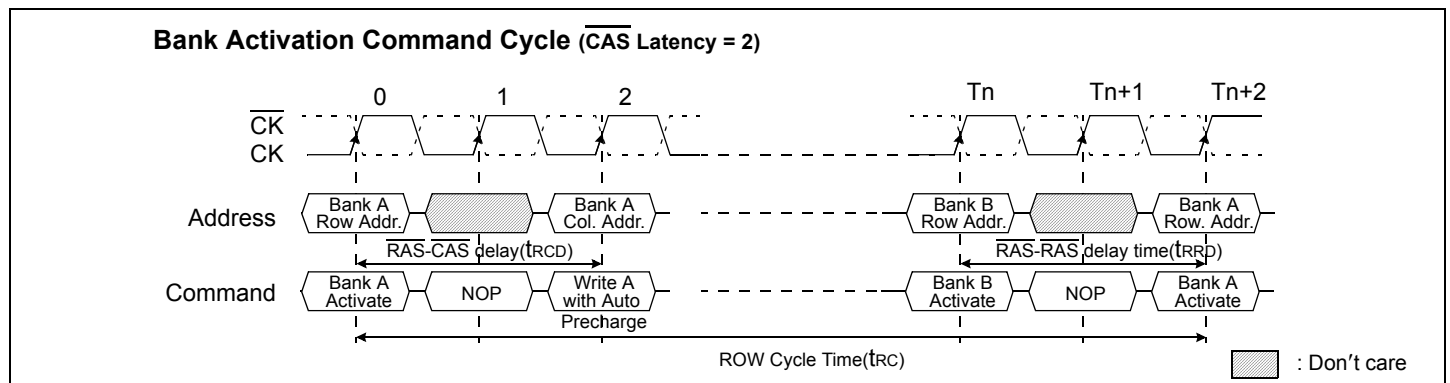 Bank Activation Command Cycle (CAS Latency = 2)
0 1 2 Tn Tn+1 Tn+2
CK
CK
Address
Bank A
Row Addr.
Bank A
Col. Addr.
Bank B
Row Addr.
Bank A
Row. Addr.
RAS-CAS delay(tRCD)
RAS-RAS delay time(tRRD)
Command
Bank A
Activate
NOP
Write A
with Auto
Precharge
Bank B
Activate
NOP
Bank A
Activate
ROW Cycle Time(tRC)
: Don't care